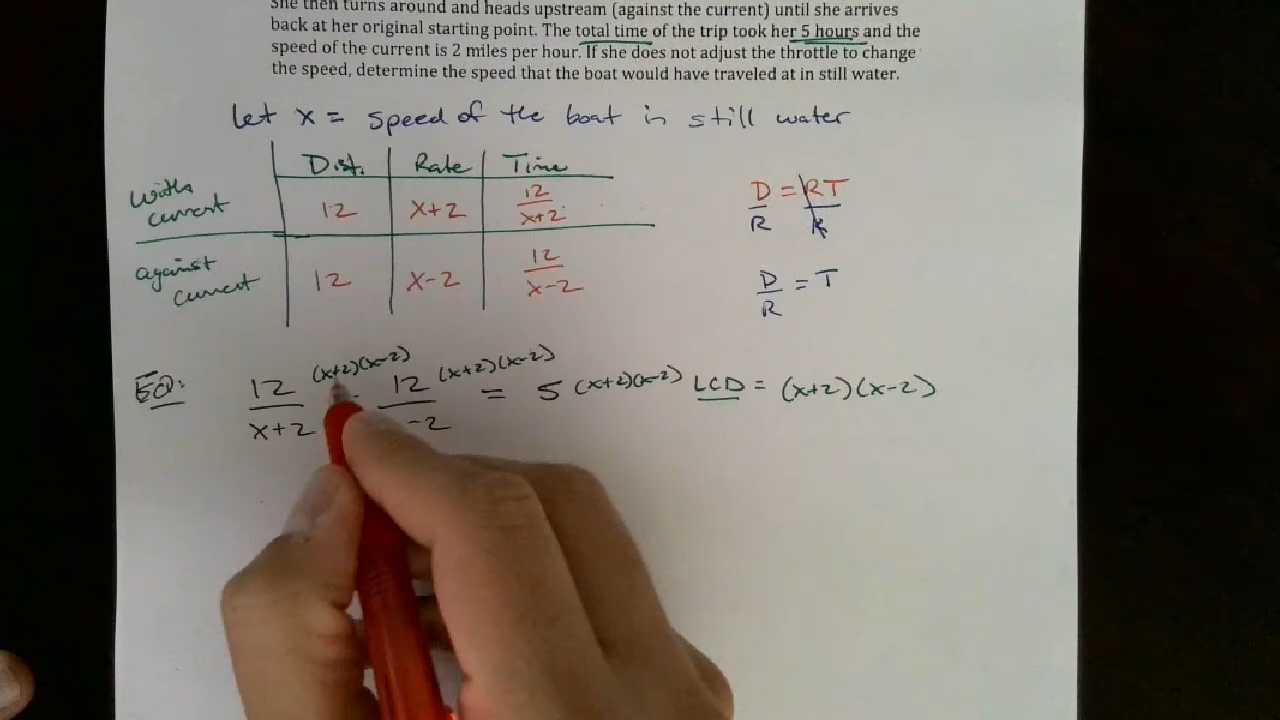 She then turns around and heads upstream (against the current) until she arrives
back at her original starting point. The total time of the trip took her 5 hours and the
speed of the current is 2 miles per hour. If she does not adjust the throttle to change
the speed, determine the speed that the boat would have traveled at in still water.
Let x = speed of the boat in still water
Dist. Rate Time
With current 12 x+2 12/(x+2)
against current 12 x-2 12/(x-2)
D/R = RT/R
D/R = T
EQ: 12/(x+2) (x+2)(x-2) 12/-2 (x+2)(x-2) = 5 (x+2)(x-2) LCD = (x+2)(x-2)